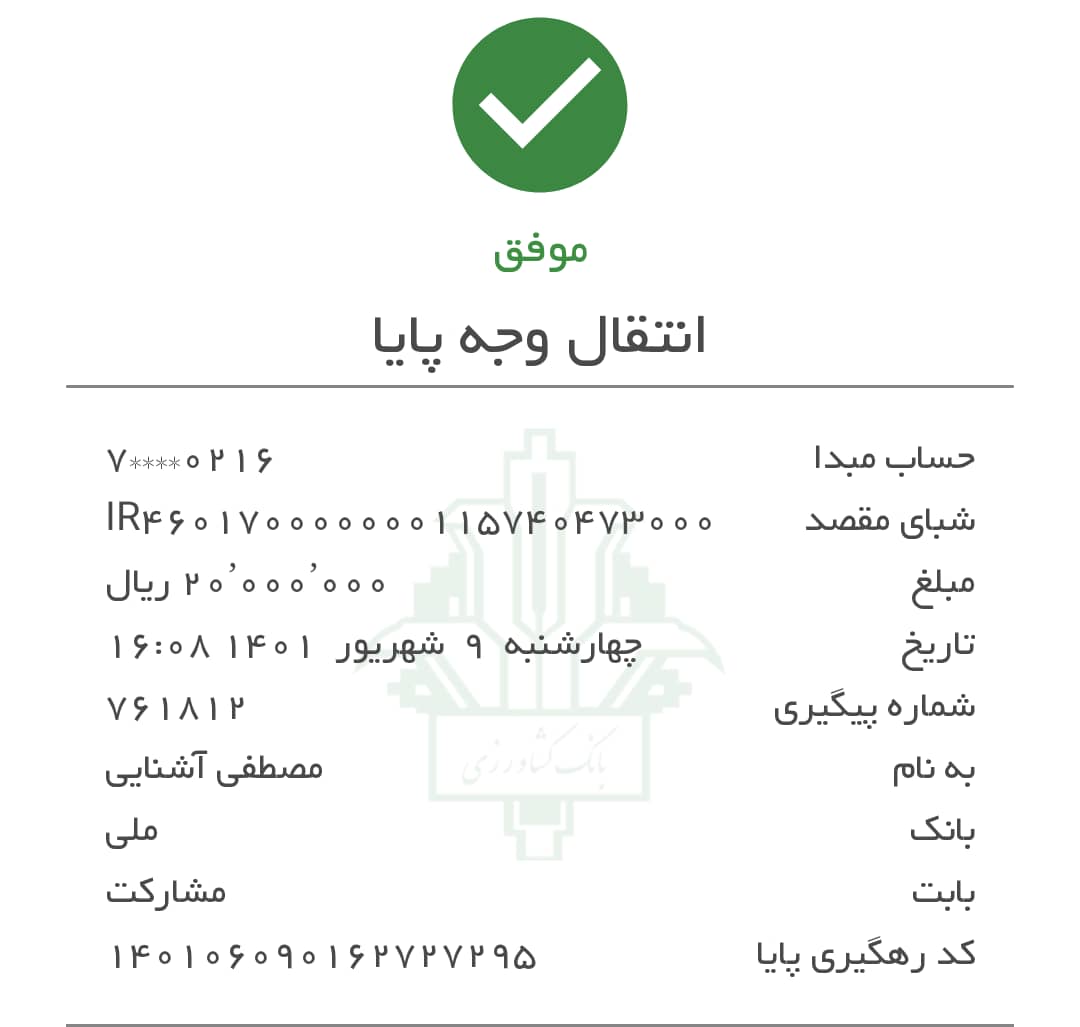 موفق
انتقال وجه پایا
حساب مبدا ۷****۰۲۱۶
شبای مقصد IR۴۶۰۱۷۰۰۰۰۰۰۰۱۱۵۷۴۰۴۷۳۰۰۰
مبلغ ۲۰٬۰۰۰٬۰۰۰ ریال
تاریخ چهارشنبه ۹ شهریور ۱۴۰۱ ۱۶:۰۸
شماره پیگیری ۷۶۱۸۱۲
به نام مصطفی آشنایی
بانک ملی
بابت مشارکت
کد رهگیری پایا ۱۴۰۱۰۶۰۹۰۱۶۲۷۲۷۲۹۵
بانک کشاورزی